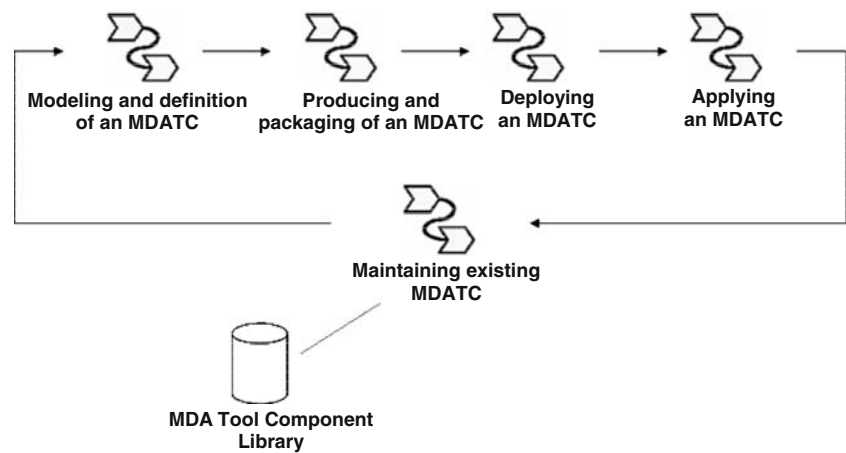 Modeling and definition
of an MDATC
Producing and
packaging of an MDATC
Deploying
an MDATC
Applying
an MDATC
Maintaining existing
MDATC
MDA Tool Component
Library